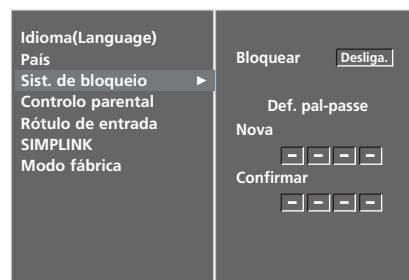 Idioma(Language)
País
Sist. de bloqueio ►
Controlo parental
Rótulo de entrada
SIMPLINK
Modo fábrica
Bloquear Desliga.
Def. pal-passe
Nova
– – – –
Confirmar
– – – –